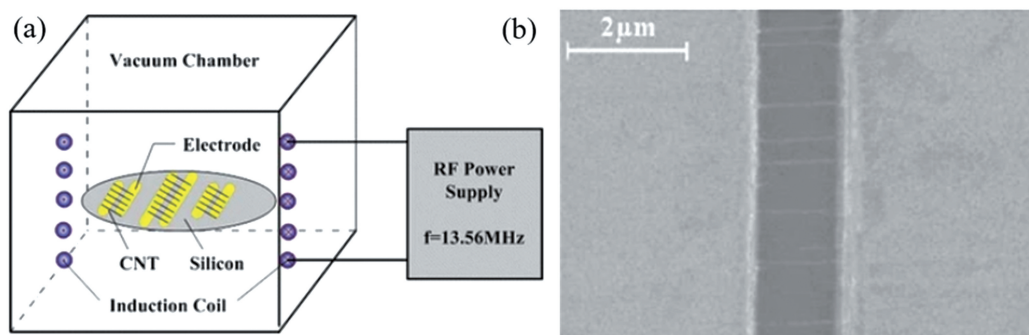 (a)
Vacuum Chamber
Electrode
CNT
Silicon
Induction Coil
RF Power
Supply
f=13.56MHz
(b)
2μm